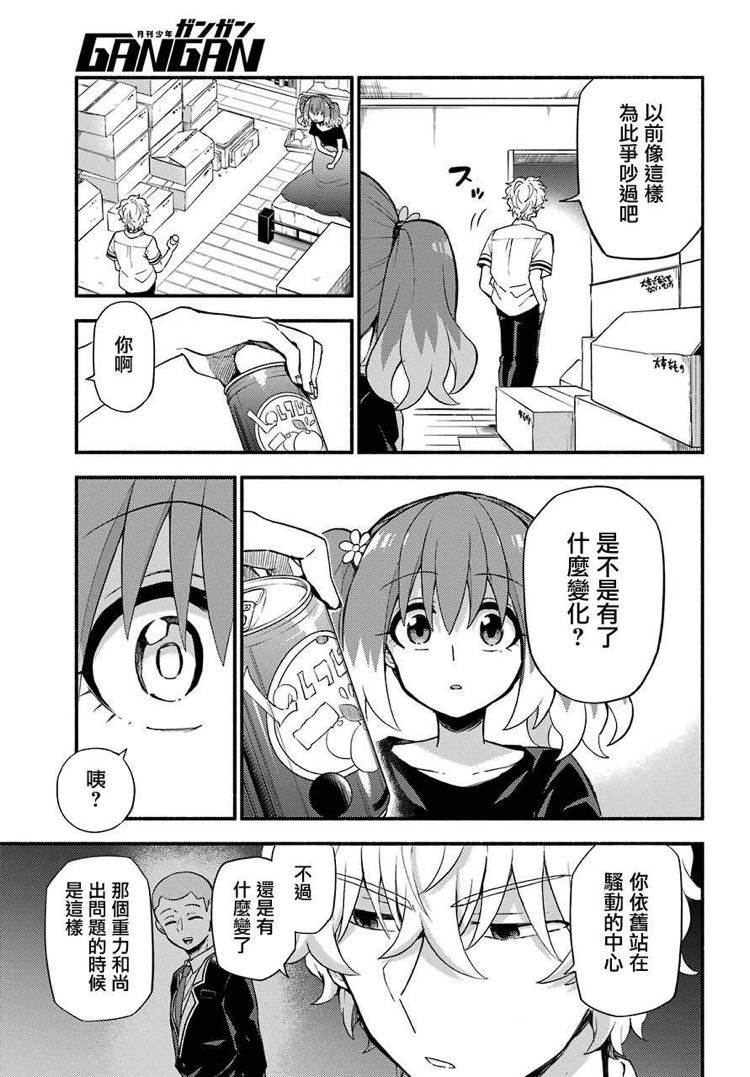 月刊少年
ガンガン
GANGAN
以前像這樣
為此爭吵過吧
スッ
你啊
是不是有了
什麼變化？
咦？
你依舊站在
騷動的中心
不過
還是有
什麼變了
那個重力和尚
出問題的時候
是這樣